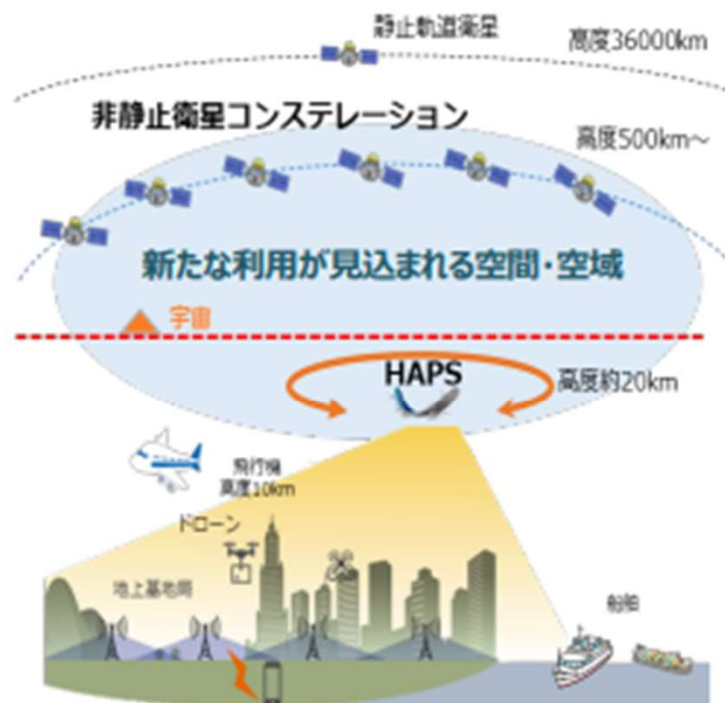 静止軌道衛星
高度36000km
非静止衛星コンステレーション
高度500km～
新たな利用が見込まれる空間・空域
宇宙
HAPS
高度約20km
飛行機
高度10km
ドローン
地上基地局
船舶